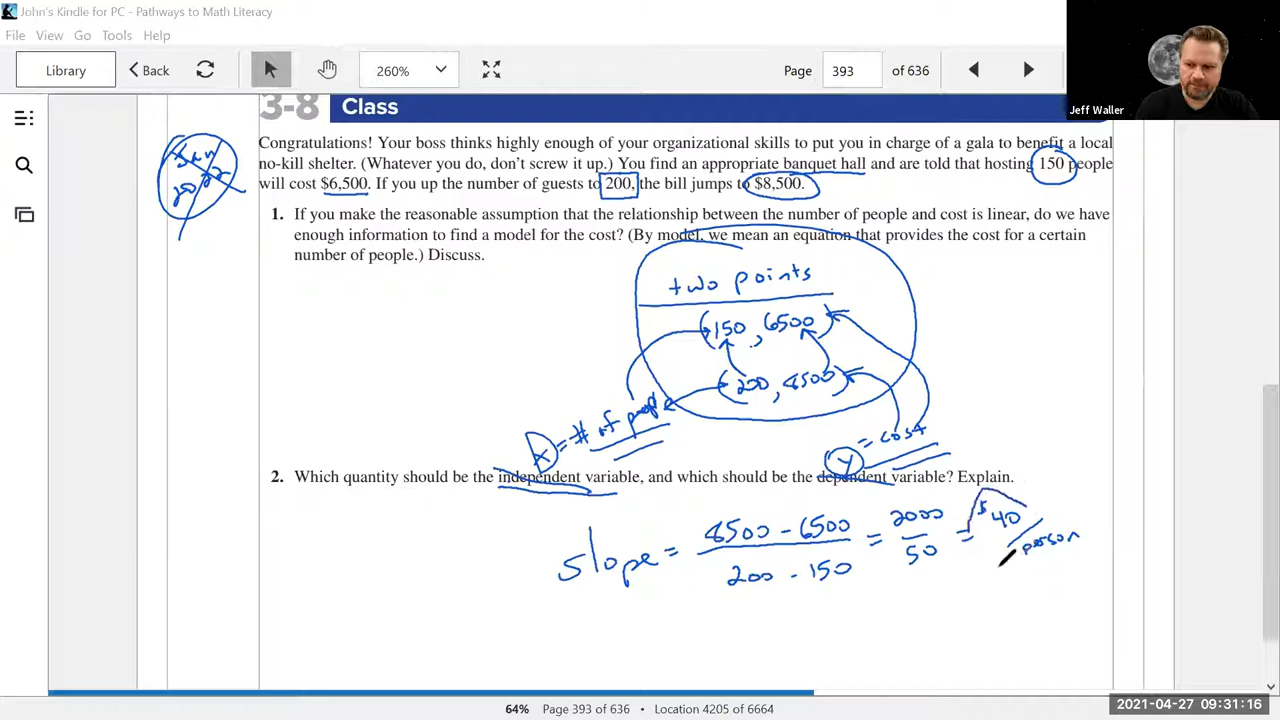 John's Kindle for PC - Pathways to Math Literacy
File View Go Tools Help
Library
Back
260%
Page 393 of 636
Jeff Waller
3-8 Class
Congratulations! Your boss thinks highly enough of your organizational skills to put you in charge of a gala to benefit a local
no-kill shelter. (Whatever you do, don't screw it up.) You find an appropriate banquet hall and are told that hosting 150 people
will cost $6,500. If you up the number of guests to 200, the bill jumps to $8,500.
Jan
2022
1. If you make the reasonable assumption that the relationship between the number of people and cost is linear, do we have
enough information to find a model for the cost? (By model, we mean an equation that provides the cost for a certain
number of people.) Discuss.
two points
(150, 6500)
(200, 8500)
x = # of people
y = cost
2. Which quantity should be the independent variable, and which should be the dependent variable? Explain.
slope = 8500 - 6500 / 200 - 150 = 2000 / 50 = $40 / person
64% Page 393 of 636 • Location 4205 of 6664
2021-04-27 09:31:16